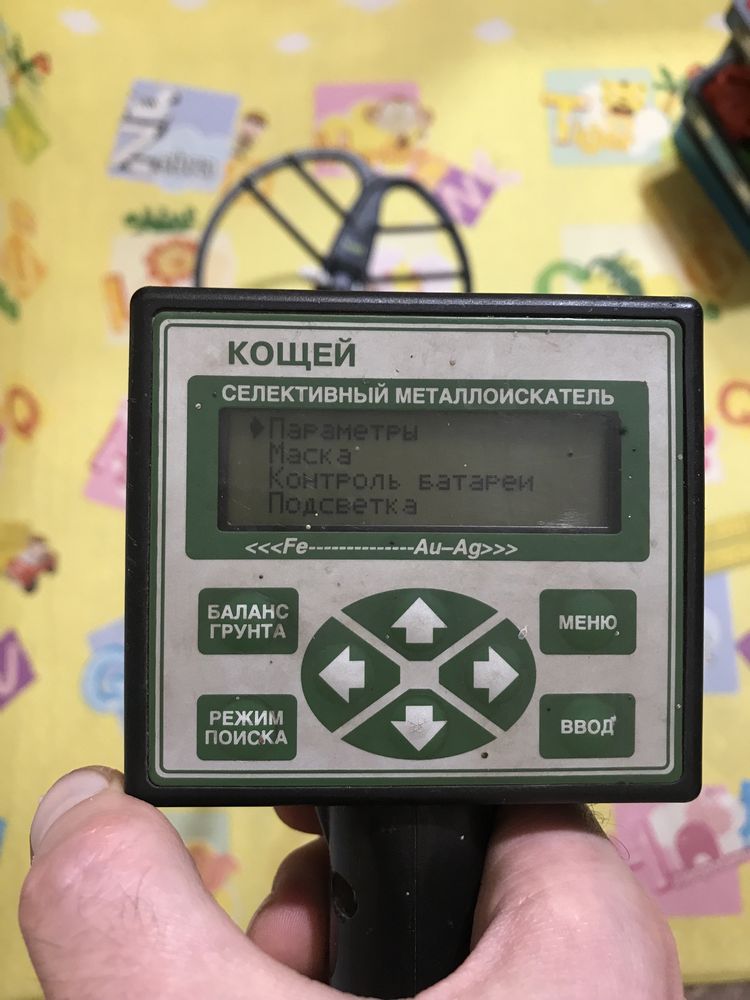 КОЩЕЙ
СЕЛЕКТИВНЫЙ МЕТАЛЛОИСКАТЕЛЬ
Параметры
Маска
Контроль батареи
Подсветка
<<<Fe--------------Au–Ag>>>
БАЛАНС
ГРУНТА
МЕНЮ
РЕЖИМ
ПОИСКА
ВВОД